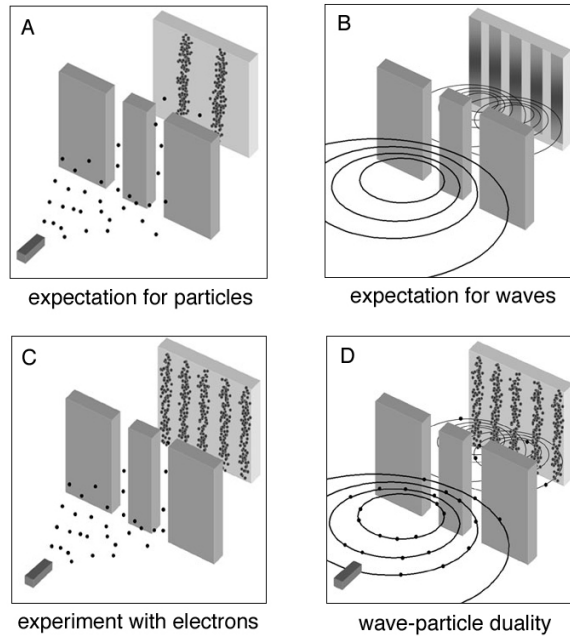 A
B
expectation for particles
expectation for waves
C
D
experiment with electrons
wave-particle duality